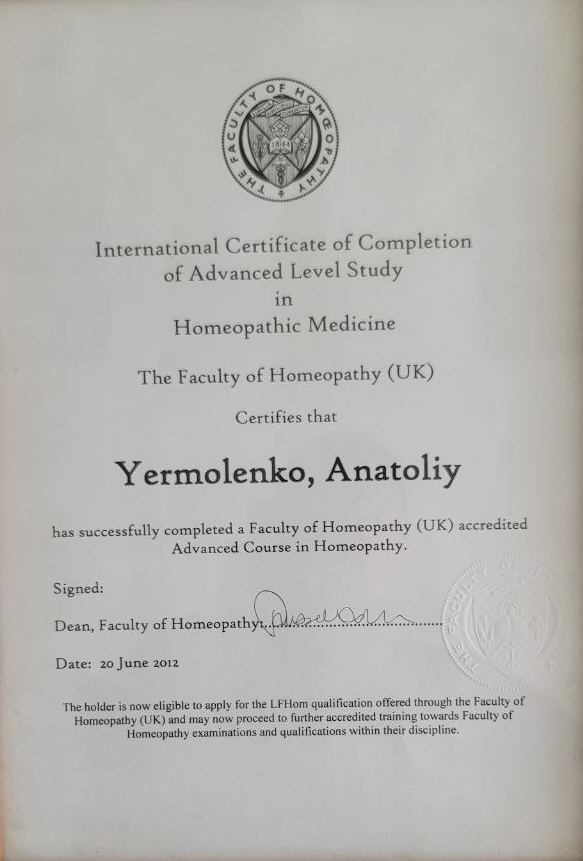 THE FACULTY OF HOMŒOPATHY
1844
International Certificate of Completion
of Advanced Level Study
in
Homeopathic Medicine
The Faculty of Homeopathy (UK)
Certifies that
Yermolenko, Anatoliy
has successfully completed a Faculty of Homeopathy (UK) accredited
Advanced Course in Homeopathy.
Signed:
Dean, Faculty of Homeopathy:
Date: 20 June 2012
The holder is now eligible to apply for the LFHom qualification offered through the Faculty of
Homeopathy (UK) and may now proceed to further accredited training towards Faculty of
Homeopathy examinations and qualifications within their discipline.